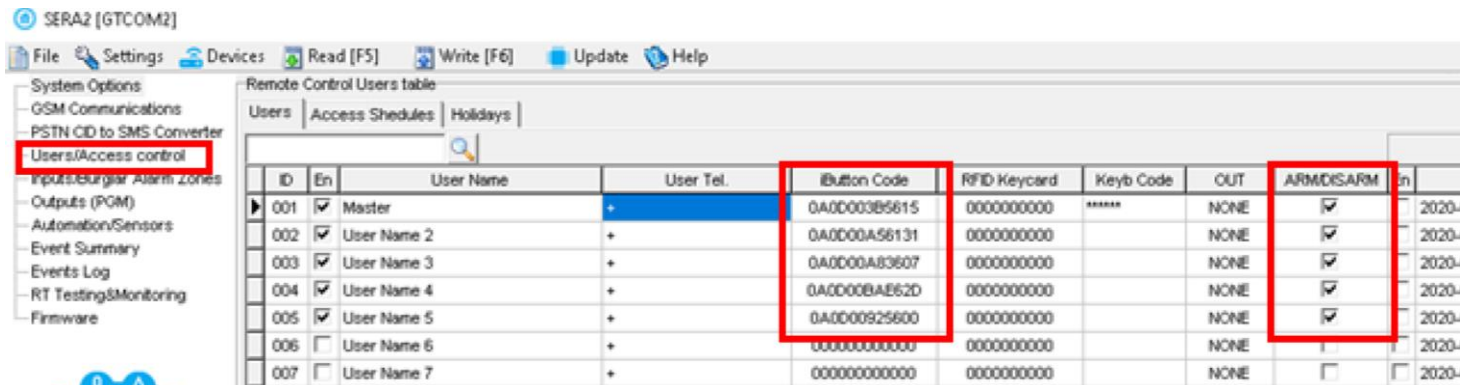 SERA2 [GTCOM2]
File Settings Devices Read [F5] Write [F6] Update Help
System Options
GSM Communications
PSTN CID to SMS Converter
Users/Access control
Inputs/Burglar Alarm Zones
Outputs (PGM)
Automation/Sensors
Event Summary
Events Log
RT Testing&Monitoring
Firmware
Remote Control Users table
Users Access Shedules Holidays
ID En User Name User Tel. iButton Code RFID Keycard Keyb Code OUT ARM/DISARM En
001 Master + 0A0D003B5615 0000000000 ****** NONE 2020-
002 User Name 2 + 0A0D00A56131 0000000000 NONE 2020-
003 User Name 3 + 0A0D00A83607 0000000000 NONE 2020-
004 User Name 4 + 0A0D00BAE62D 0000000000 NONE 2020-
005 User Name 5 + 0A0D00925600 0000000000 NONE 2020-
006 User Name 6 + 000000000000 0000000000 NONE 2020-
007 User Name 7 + 000000000000 0000000000 NONE 2020-